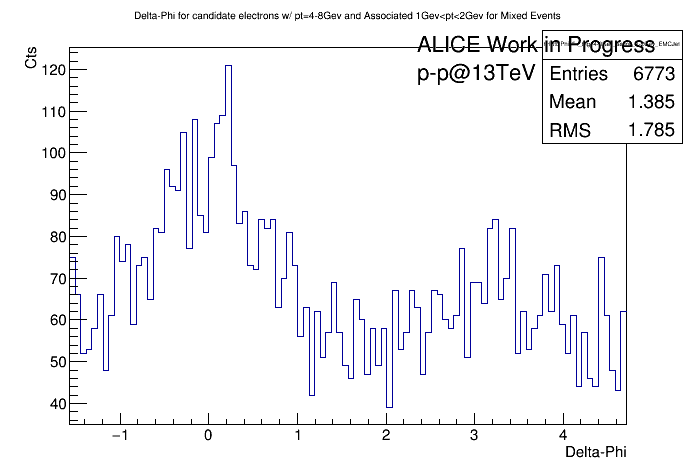 Delta-Phi for candidate electrons w/ pt=4-8Gev and Associated 1Gev<pt<2Gev for Mixed Events
Cts
ALICE Work in Progress
p-p@13TeV
EMCJet
Entries 6773
Mean 1.385
RMS 1.785
120
110
100
90
80
70
60
50
40
−1 0 1 2 3 4
Delta-Phi